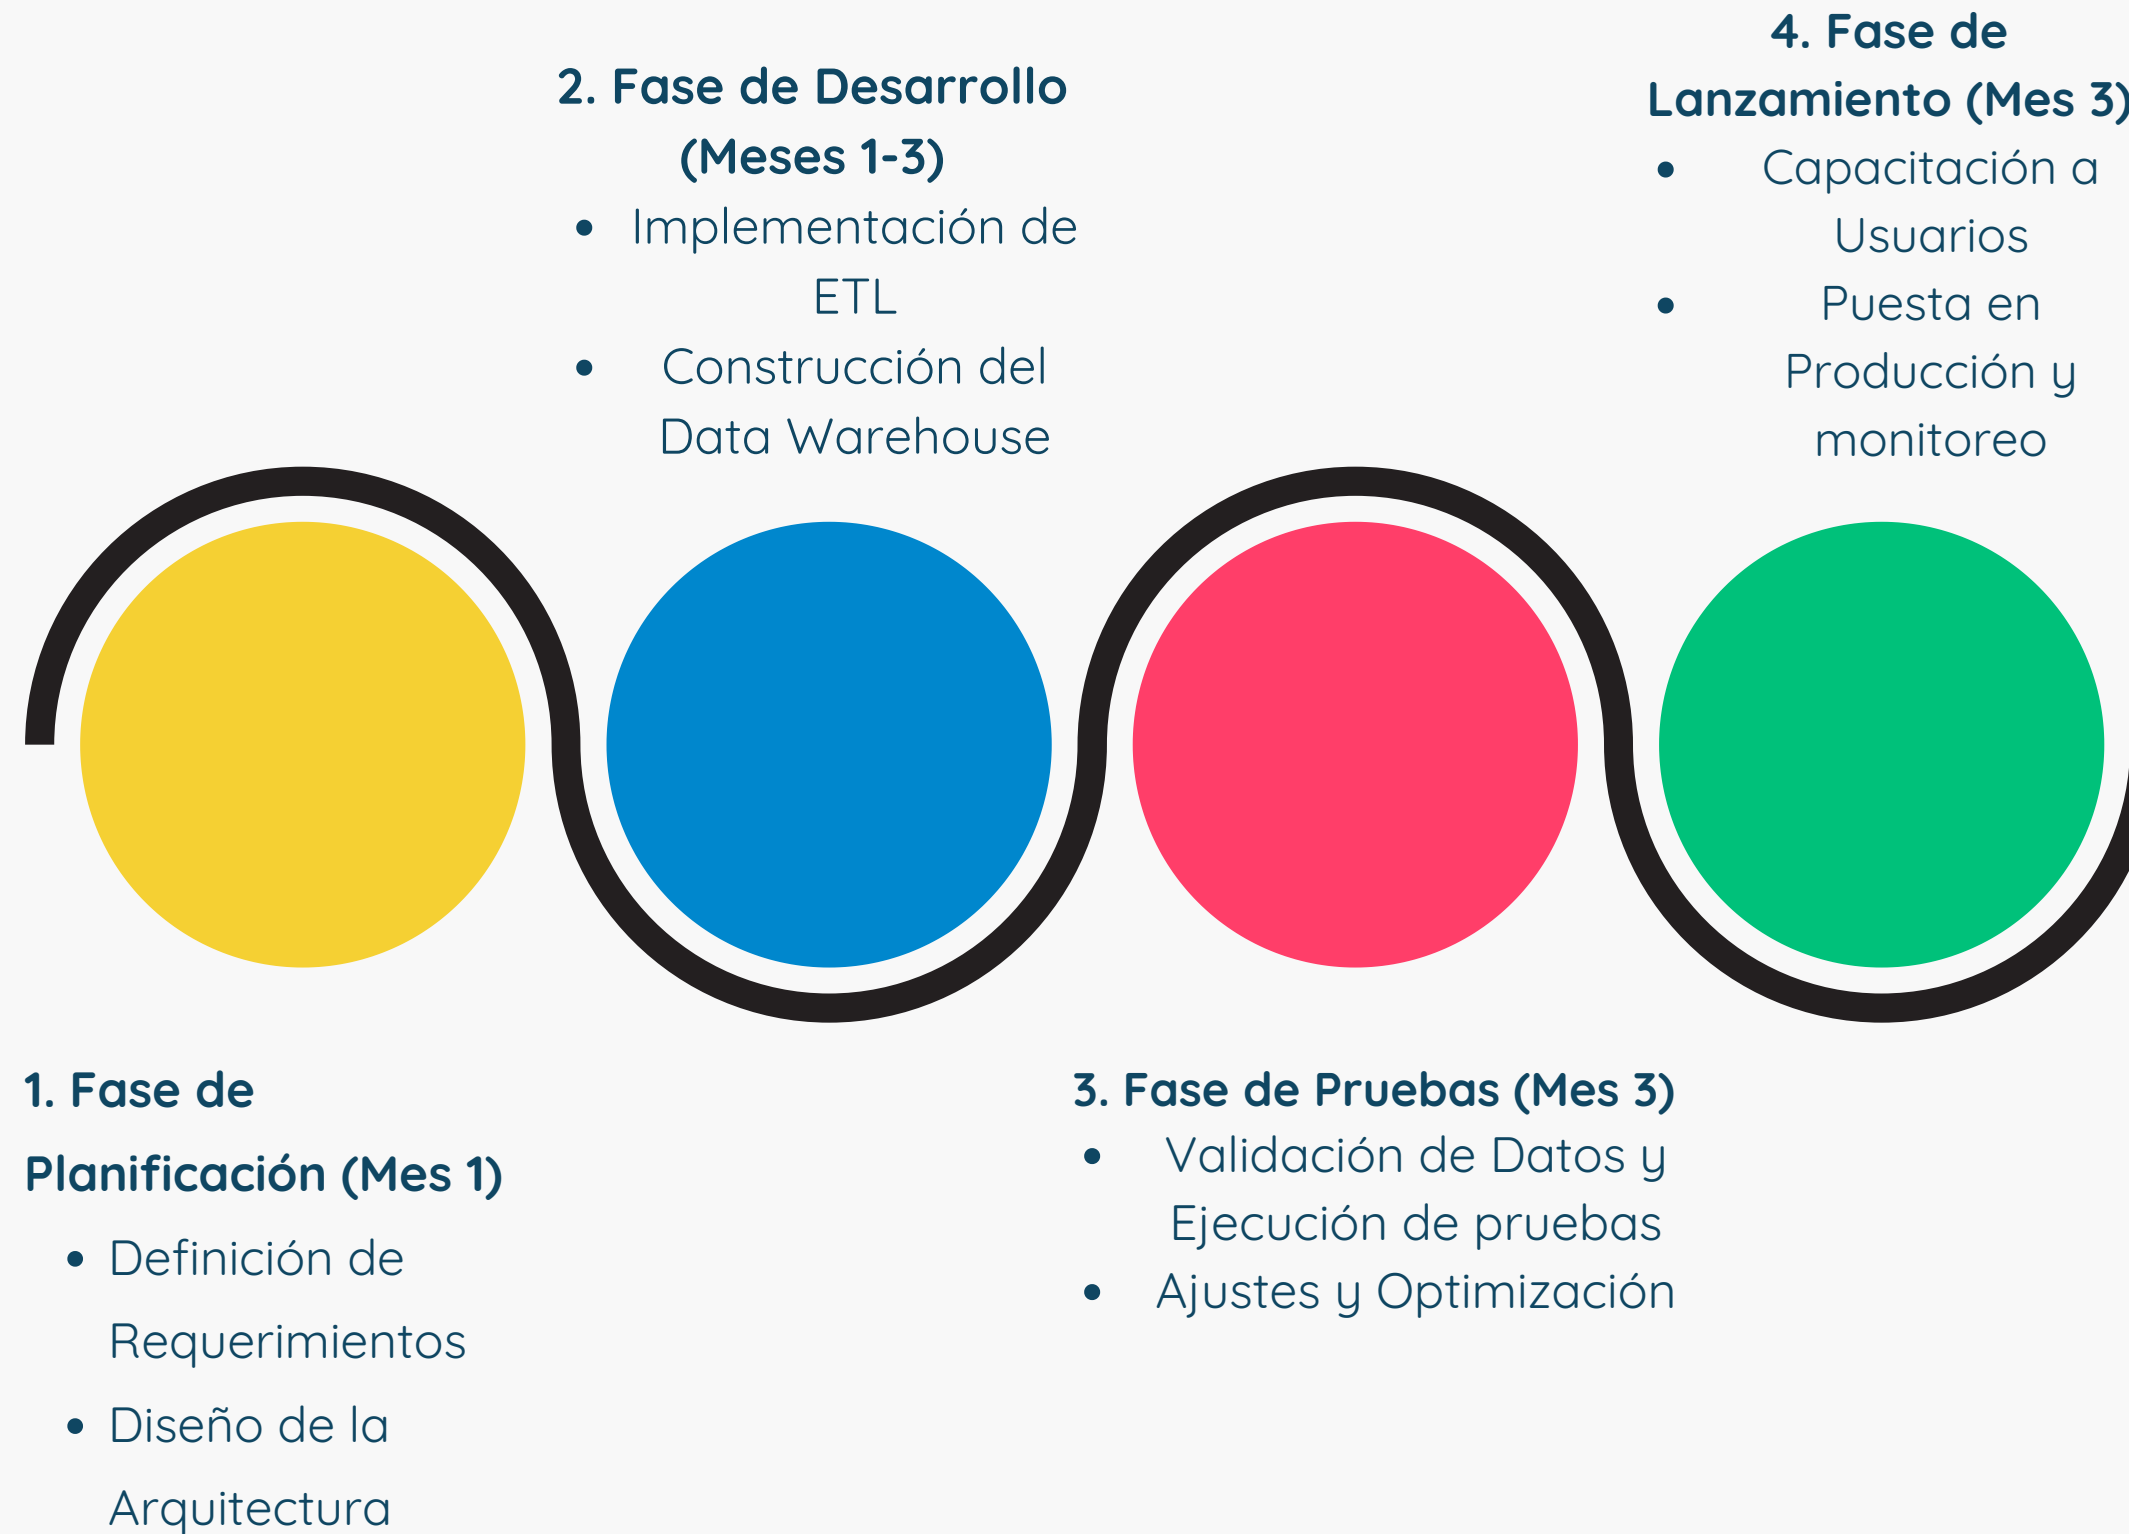 1. Fase de
Planificación (Mes 1)
• Definición de
Requerimientos
• Diseño de la
Arquitectura
2. Fase de Desarrollo
(Meses 1-3)
• Implementación de
ETL
• Construcción del
Data Warehouse
3. Fase de Pruebas (Mes 3)
• Validación de Datos y
Ejecución de pruebas
• Ajustes y Optimización
4. Fase de
Lanzamiento (Mes 3)
• Capacitación a
Usuarios
• Puesta en
Producción y
monitoreo